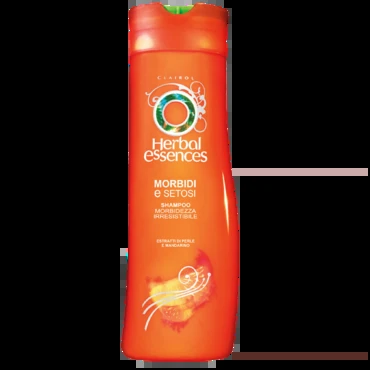 CLAIROL
Herbal
essences
MORBIDI
e SETOSI
SHAMPOO
MORBIDEZZA
IRRESISTIBILE
ESTRATTI DI PERLE
E MANDARINO